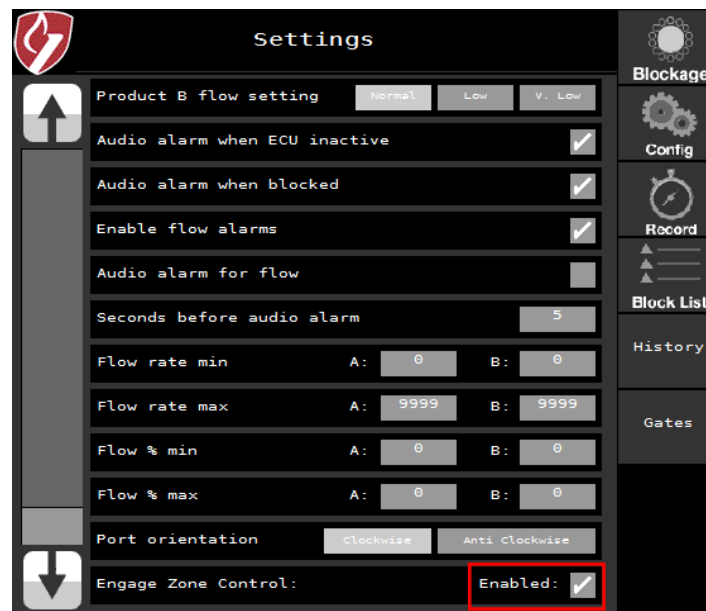 Settings
Product B flow setting Normal Low V. Low
Audio alarm when ECU inactive
Audio alarm when blocked
Enable flow alarms
Audio alarm for flow
Seconds before audio alarm 5
Flow rate min A: 0 B: 0
Flow rate max A: 9999 B: 9999
Flow % min A: 0 B: 0
Flow % max A: 0 B: 0
Port orientation Clockwise Anti Clockwise
Engage Zone Control: Enabled:
Blockage
Config
Record
Block List
History
Gates